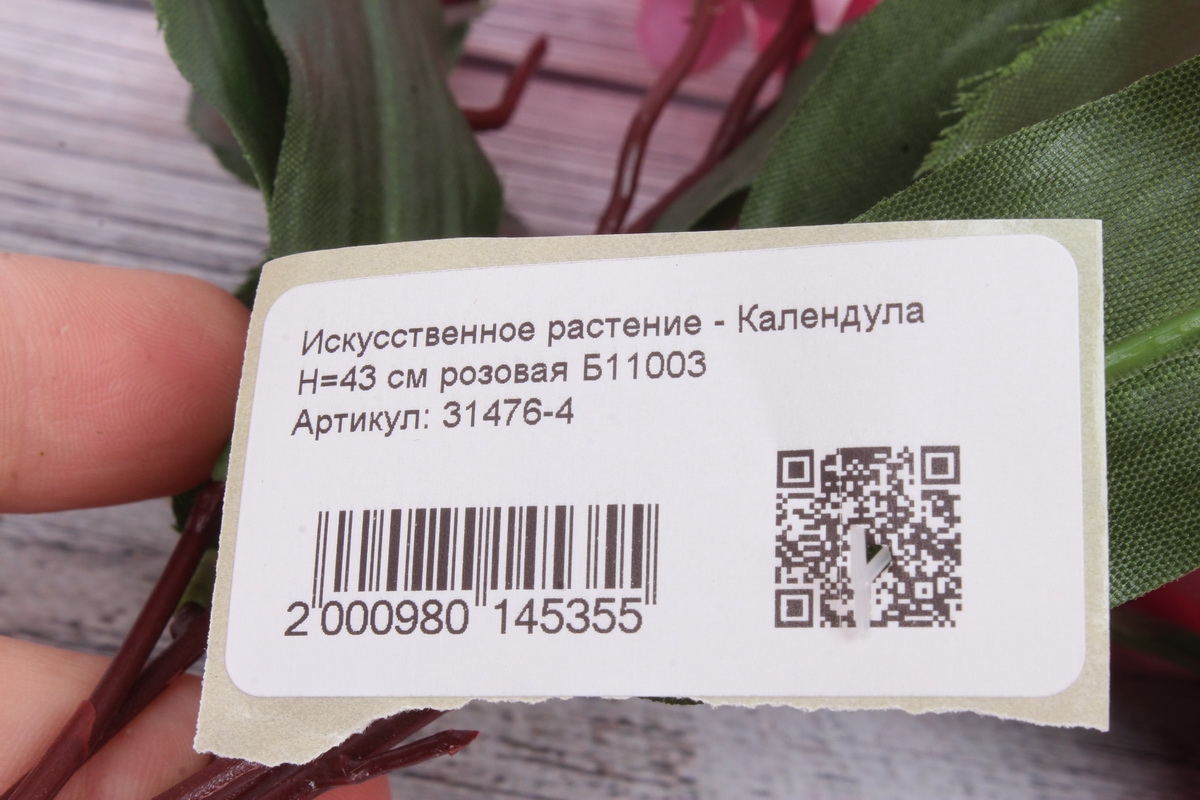 Искусственное растение - Календула
H=43 см розовая Б11003
Артикул: 31476-4
2 000980 145355